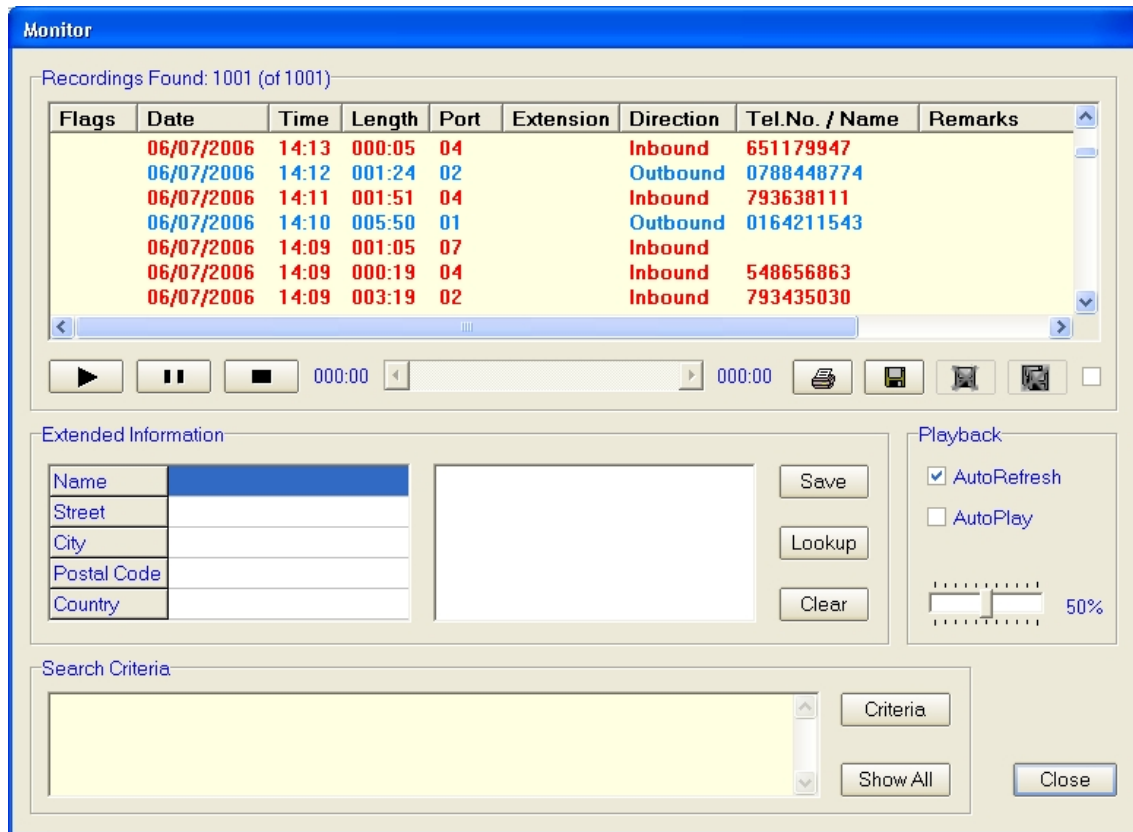 Monitor
Recordings Found: 1001 (of 1001)
Flags Date Time Length Port Extension Direction Tel.No. / Name Remarks
06/07/2006 14:13 000:05 04 Inbound 651179947
06/07/2006 14:12 001:24 02 Outbound 0788448774
06/07/2006 14:11 001:51 04 Inbound 793638111
06/07/2006 14:10 005:50 01 Outbound 0164211543
06/07/2006 14:09 001:05 07 Inbound
06/07/2006 14:09 000:19 04 Inbound 548656863
06/07/2006 14:09 003:19 02 Inbound 793435030
000:00 000:00
Extended Information
Name
Street
City
Postal Code
Country
Save
Lookup
Clear
Playback
AutoRefresh
AutoPlay
50%
Search Criteria
Criteria
Show All
Close